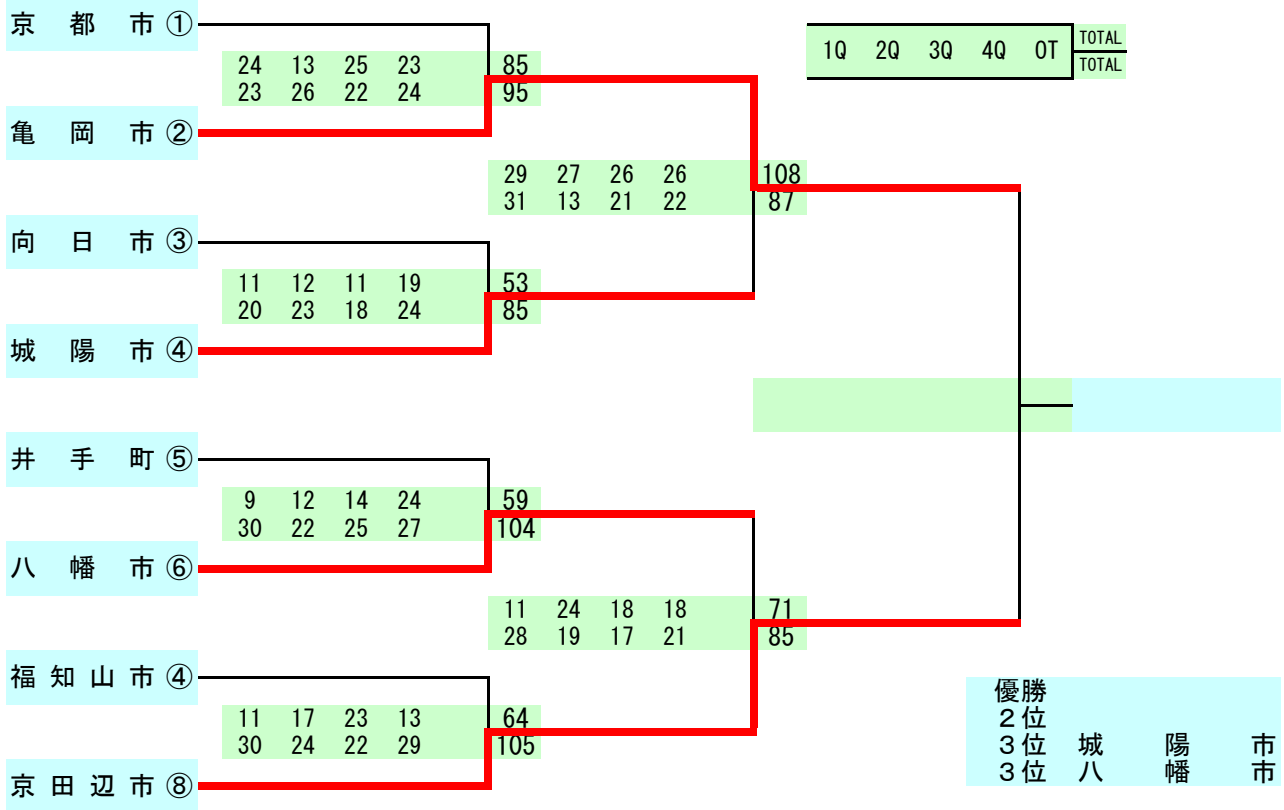 京都市①
1Q 2Q 3Q 4Q OT TOTAL
TOTAL
24 13 25 23 85
23 26 22 24 95
亀岡市②
29 27 26 26 108
31 13 21 22 87
向日市③
11 12 11 19 53
20 23 18 24 85
城陽市④
井手町⑤
9 12 14 24 59
30 22 25 27 104
八幡市⑥
11 24 18 18 71
28 19 17 21 85
福知山市④
11 17 23 13 64
30 24 22 29 105
京田辺市⑧
優勝
2位
3位 城陽市
3位 八幡市